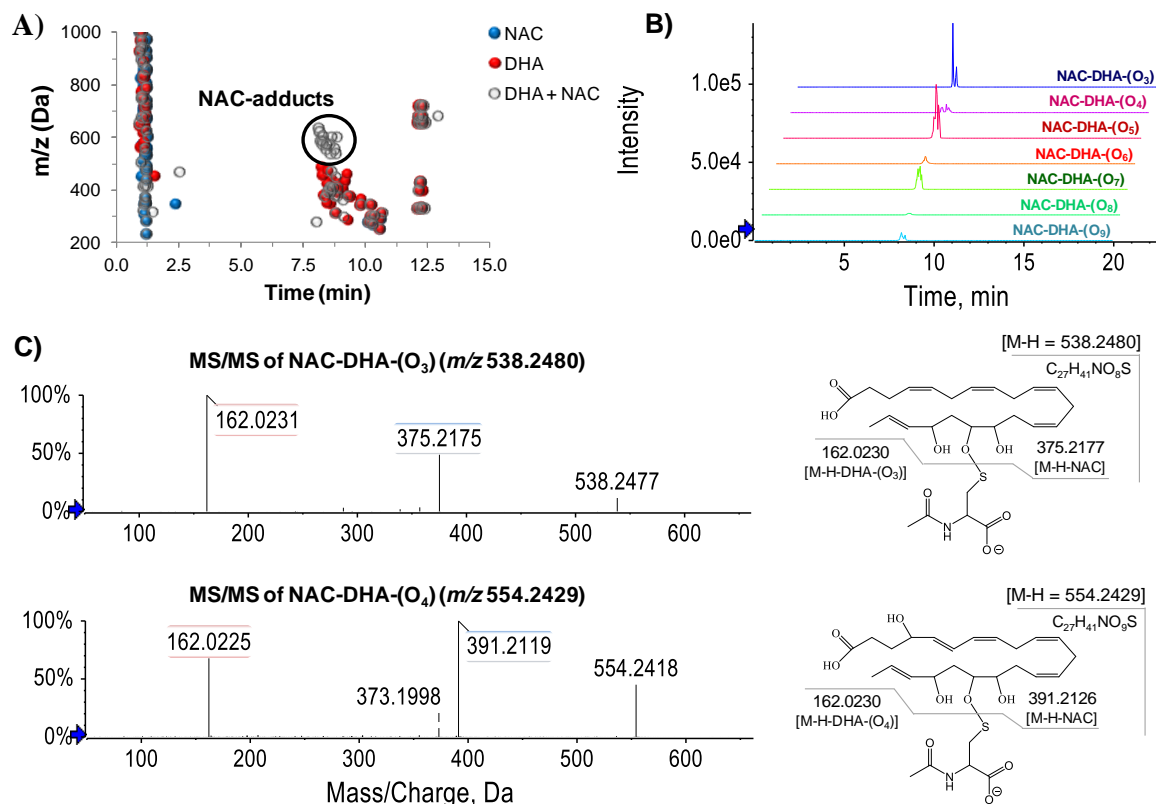 A)
NAC
DHA
DHA + NAC
NAC-adducts
m/z (Da)
1000
800
600
400
200
0.0 2.5 5.0 7.5 10.0 12.5 15.0
Time (min)
B)
Intensity
1.0e5
5.0e4
0.0e0
NAC-DHA-(O₃)
NAC-DHA-(O₄)
NAC-DHA-(O₅)
NAC-DHA-(O₆)
NAC-DHA-(O₇)
NAC-DHA-(O₈)
NAC-DHA-(O₉)
5 10 15 20
Time, min
C)
MS/MS of NAC-DHA-(O₃) (m/z 538.2480)
100%
50%
0%
162.0231
375.2175
538.2477
100 200 300 400 500 600
[M-H = 538.2480]
C₂₇H₄₁NO₈S
O
HO
OH O OH
162.0230
[M-H-DHA-(O₃)]
375.2177
[M-H-NAC]
S
O
N
H
O
O⊖
MS/MS of NAC-DHA-(O₄) (m/z 554.2429)
100%
50%
0%
162.0225
373.1998
391.2119
554.2418
100 200 300 400 500 600
Mass/Charge, Da
[M-H = 554.2429]
C₂₇H₄₁NO₉S
HO
O
HO
OH O OH
162.0230
[M-H-DHA-(O₄)]
391.2126
[M-H-NAC]
S
O
N
H
O
O⊖